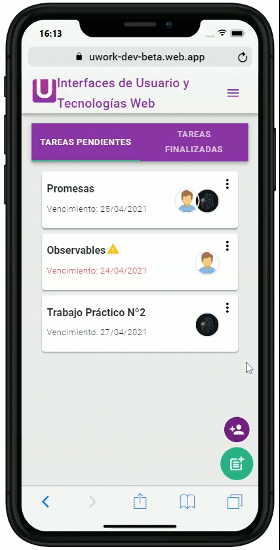 16:13
uwork-dev-beta.web.app
U
Interfaces de Usuario y
Tecnologías Web
TAREAS PENDIENTES
TAREAS
FINALIZADAS
Promesas
Vencimiento: 25/04/2021
Observables
Vencimiento: 24/04/2021
Trabajo Práctico Nº2
Vencimiento: 27/04/2021